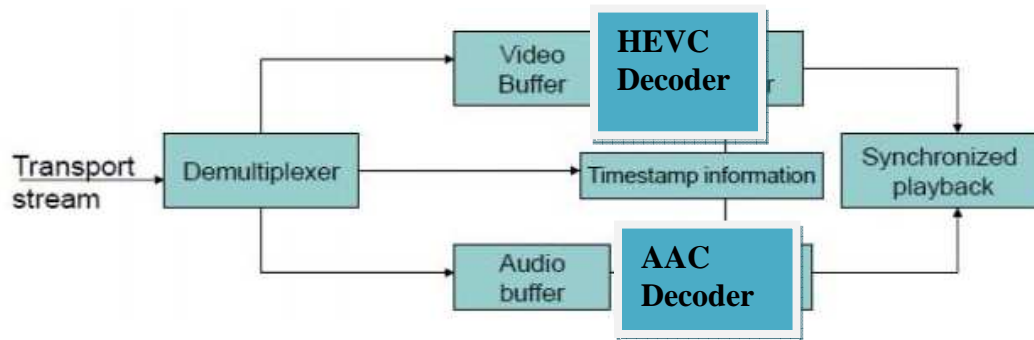 Transport
stream
Demultiplexer
Video
Buffer
HEVC
Decoder
Timestamp information
Audio
buffer
AAC
Decoder
Synchronized
playback